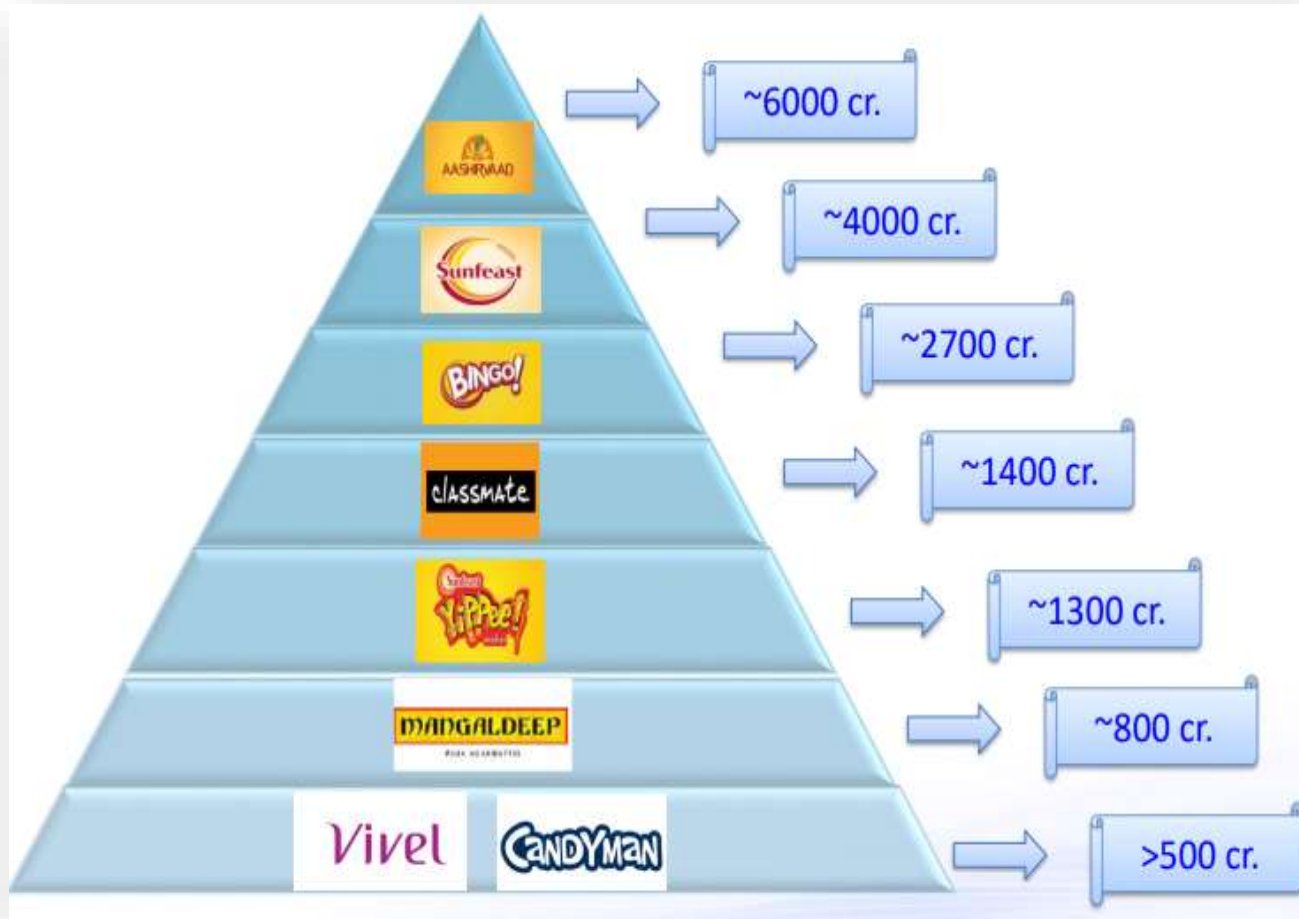 AASHIRVAAD
~6000 cr.
Sunfeast
~4000 cr.
BINGO!
~2700 cr.
classmate
~1400 cr.
Sunfeast
YiPPee!
~1300 cr.
MANGALDEEP
~800 cr.
Vivel CANDYMAN
>500 cr.